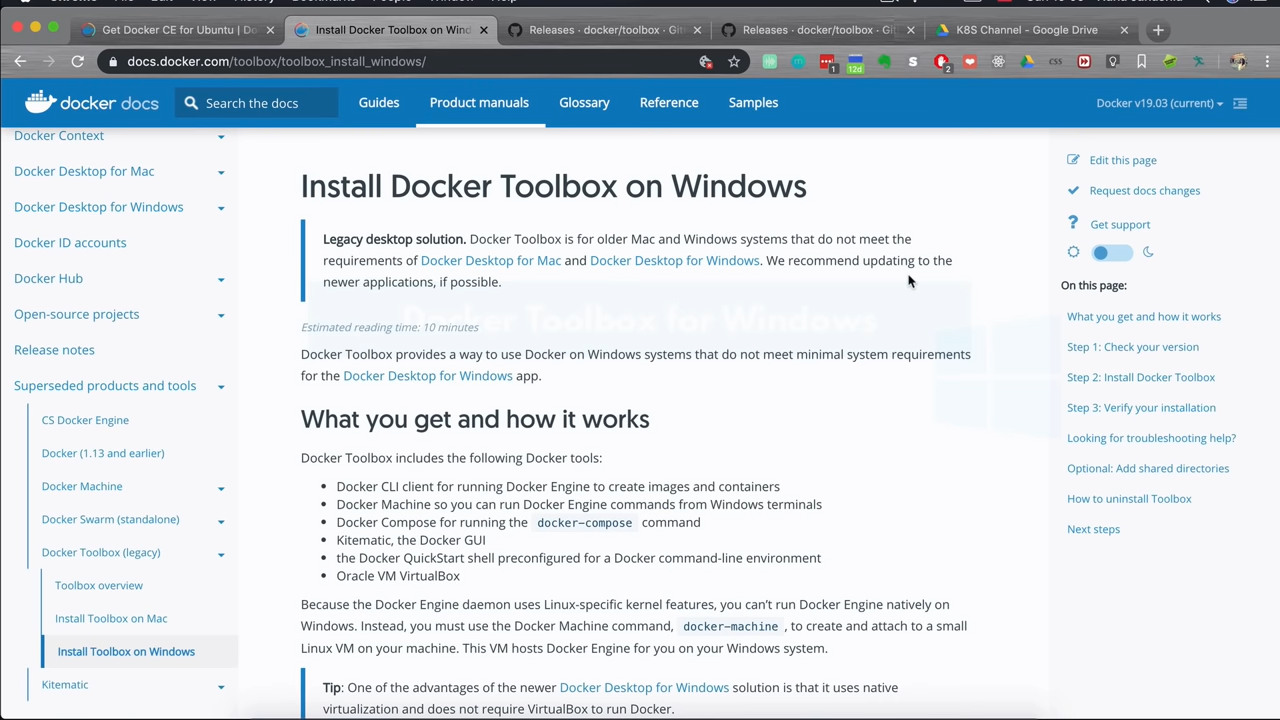 Get Docker CE for Ubuntu | Do
Install Docker Toolbox on Wind
Releases · docker/toolbox · Git
Releases · docker/toolbox · Git
K8S Channel - Google Drive
docs.docker.com/toolbox/toolbox_install_windows/
1
12d
2
css
docker docs
Search the docs
Guides
Product manuals
Glossary
Reference
Samples
Docker v19.03 (current)
Docker Context
Docker Desktop for Mac
Docker Desktop for Windows
Docker ID accounts
Docker Hub
Open-source projects
Release notes
Superseded products and tools
CS Docker Engine
Docker (1.13 and earlier)
Docker Machine
Docker Swarm (standalone)
Docker Toolbox (legacy)
Toolbox overview
Install Toolbox on Mac
Install Toolbox on Windows
Kitematic
Install Docker Toolbox on Windows
Legacy desktop solution. Docker Toolbox is for older Mac and Windows systems that do not meet the
requirements of Docker Desktop for Mac and Docker Desktop for Windows. We recommend updating to the
newer applications, if possible.
Docker Toolbox for Windows
Estimated reading time: 10 minutes
Docker Toolbox provides a way to use Docker on Windows systems that do not meet minimal system requirements
for the Docker Desktop for Windows app.
What you get and how it works
Docker Toolbox includes the following Docker tools:
• Docker CLI client for running Docker Engine to create images and containers
• Docker Machine so you can run Docker Engine commands from Windows terminals
• Docker Compose for running the docker-compose command
• Kitematic, the Docker GUI
• the Docker QuickStart shell preconfigured for a Docker command-line environment
• Oracle VM VirtualBox
Because the Docker Engine daemon uses Linux-specific kernel features, you can't run Docker Engine natively on
Windows. Instead, you must use the Docker Machine command, docker-machine , to create and attach to a small
Linux VM on your machine. This VM hosts Docker Engine for you on your Windows system.
Tip: One of the advantages of the newer Docker Desktop for Windows solution is that it uses native
virtualization and does not require VirtualBox to run Docker.
Edit this page
Request docs changes
Get support
On this page:
What you get and how it works
Step 1: Check your version
Step 2: Install Docker Toolbox
Step 3: Verify your installation
Looking for troubleshooting help?
Optional: Add shared directories
How to uninstall Toolbox
Next steps